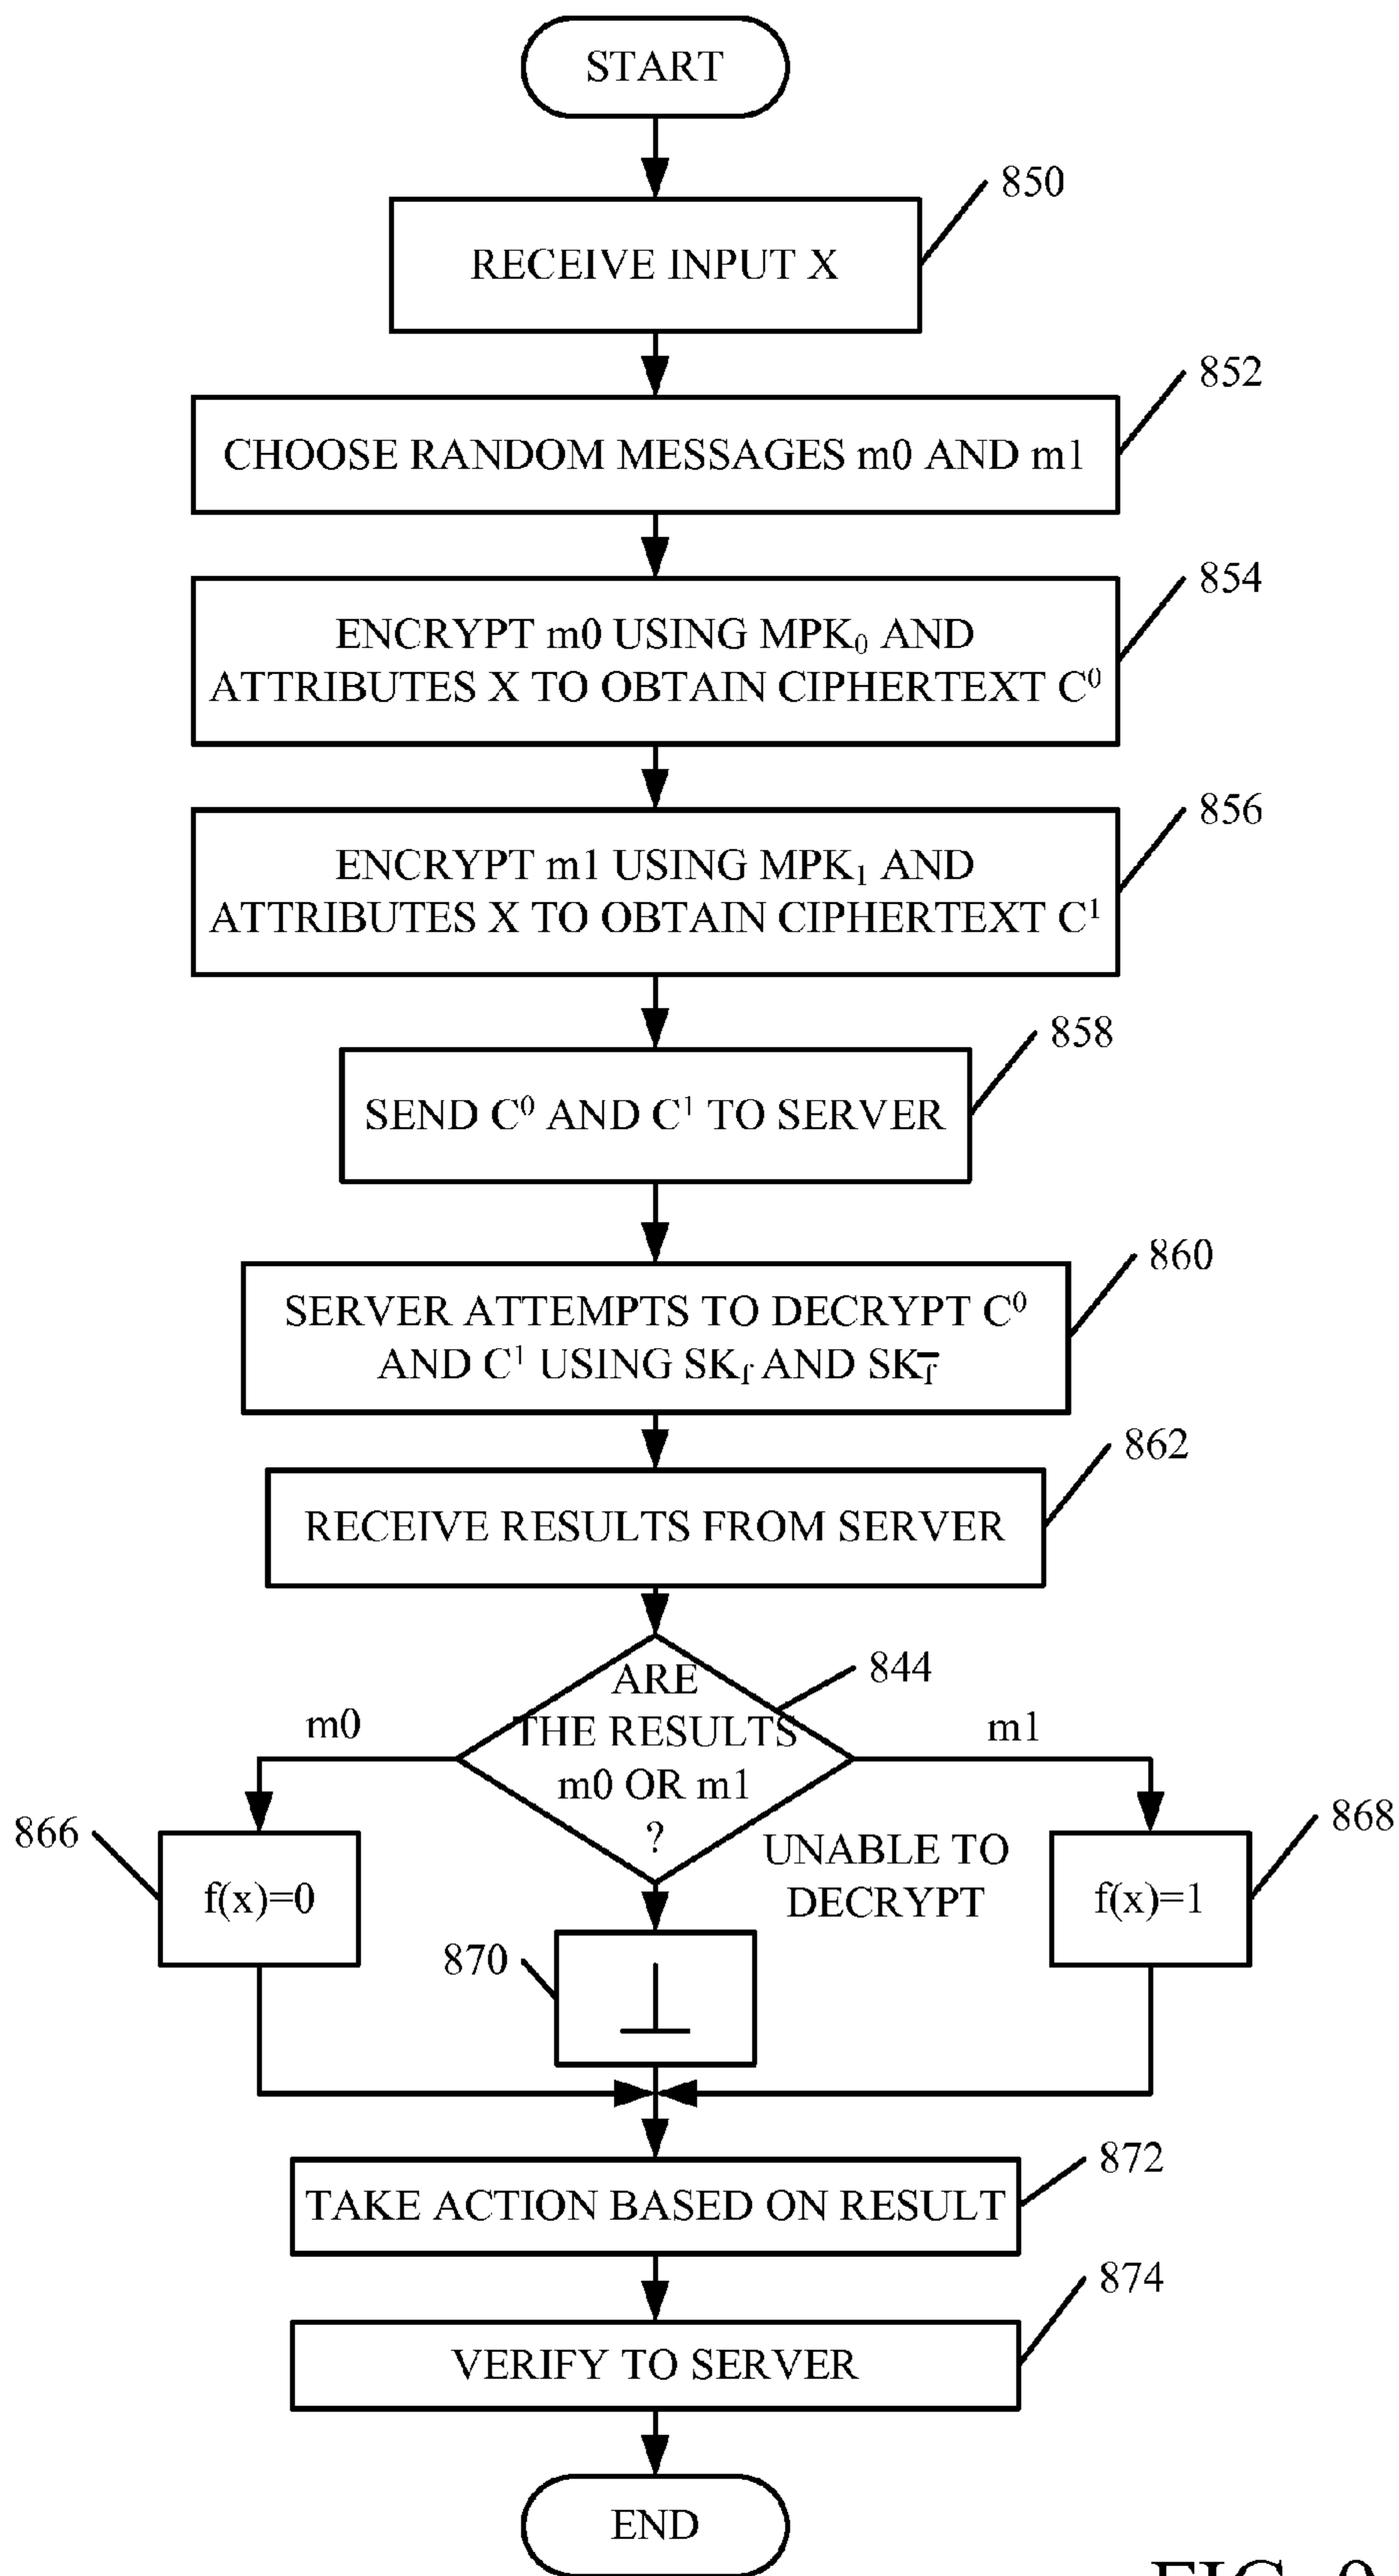 START
850
RECEIVE INPUT X
852
CHOOSE RANDOM MESSAGES m0 AND m1
854
ENCRYPT m0 USING MPK₀ AND
ATTRIBUTES X TO OBTAIN CIPHERTEXT C⁰
856
ENCRYPT m1 USING MPK₁ AND
ATTRIBUTES X TO OBTAIN CIPHERTEXT C¹
858
SEND C⁰ AND C¹ TO SERVER
860
SERVER ATTEMPTS TO DECRYPT C⁰
AND C¹ USING SK_f AND SK_f̅
862
RECEIVE RESULTS FROM SERVER
844
ARE
THE RESULTS
m0 OR m1
?
m0
m1
866
f(x)=0
UNABLE TO
DECRYPT
868
f(x)=1
870
⊥
872
TAKE ACTION BASED ON RESULT
874
VERIFY TO SERVER
END